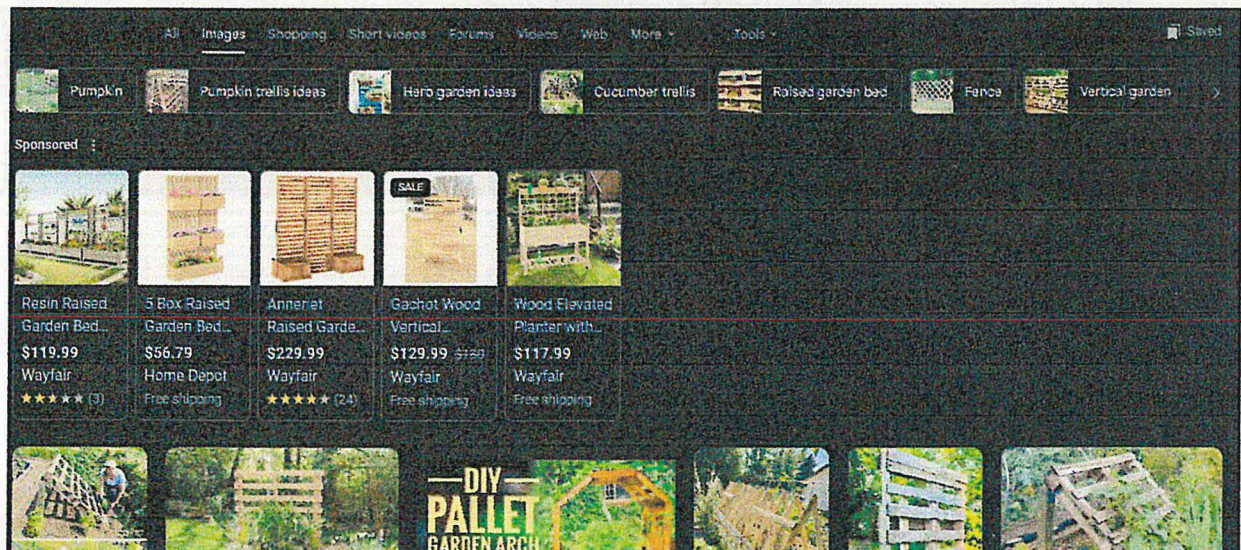 All Images Shopping Short videos Forums Videos Web More Tools Saved
Pumpkin Pumpkin trellis ideas Hero garden ideas Cucumber trellis Raised garden bed Fence Vertical garden
Sponsored
SALE
Resin Raised
Garden Bed...
$119.99
Wayfair
(3)
5 Box Raised
Garden Bed...
$56.79
Home Depot
Free shipping
Annerlet
Raised Garde...
$229.99
Wayfair
(24)
Gachot Wood
Vertical...
$129.99
Wayfair
Free shipping
Wood Elevated
Planter with...
$117.99
Wayfair
Free shipping
DIY
PALLET
GARDEN ARCH